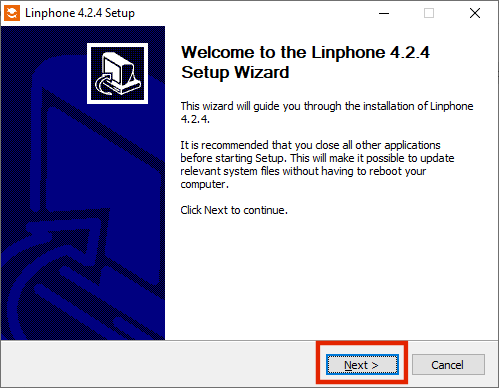 Linphone 4.2.4 Setup
Welcome to the Linphone 4.2.4
Setup Wizard
This wizard will guide you through the installation of Linphone
4.2.4.
It is recommended that you close all other applications
before starting Setup. This will make it possible to update
relevant system files without having to reboot your
computer.
Click Next to continue.
Next >
Cancel